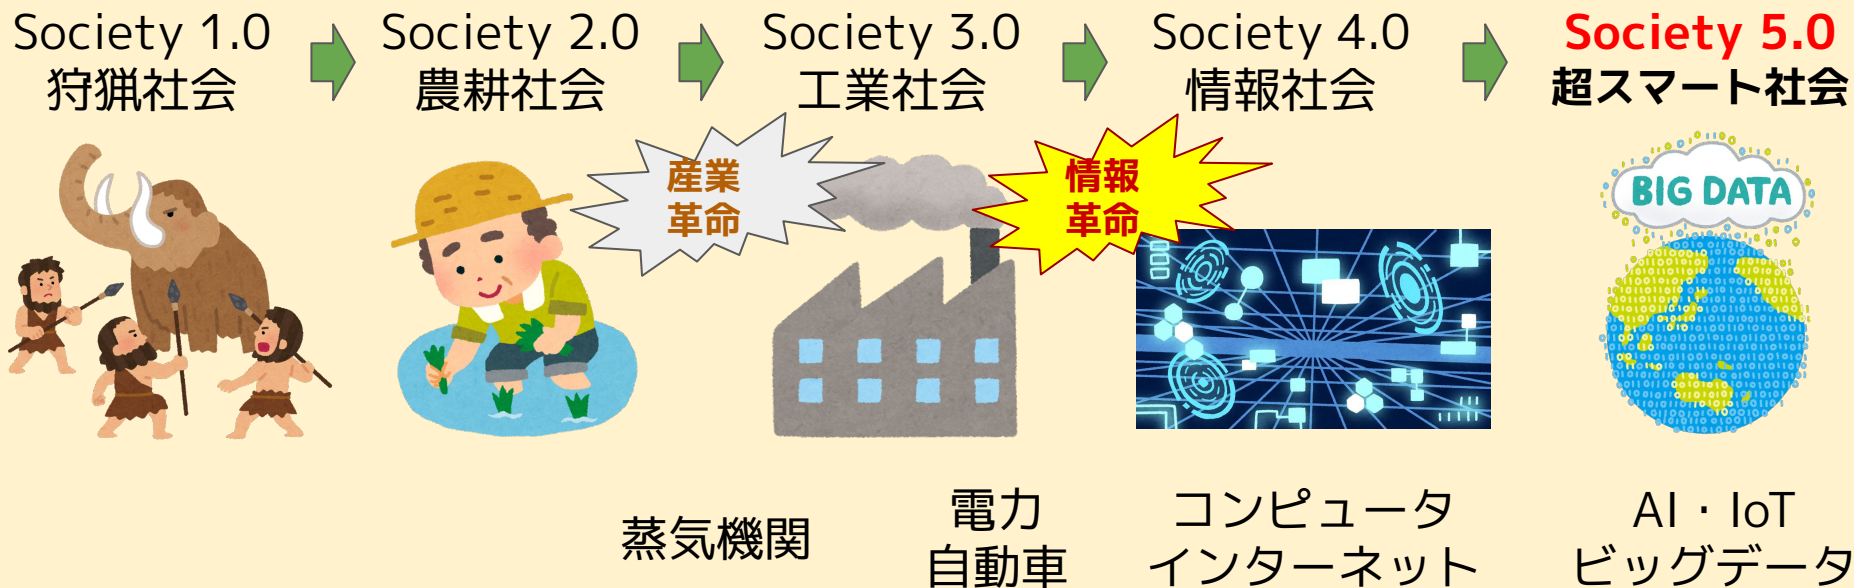 Society 1.0
狩猟社会
Society 2.0
農耕社会
Society 3.0
工業社会
Society 4.0
情報社会
Society 5.0
超スマート社会
産業
革命
情報
革命
BIG DATA
蒸気機関
電力
自動車
コンピュータ
インターネット
AI・IoT
ビッグデータ